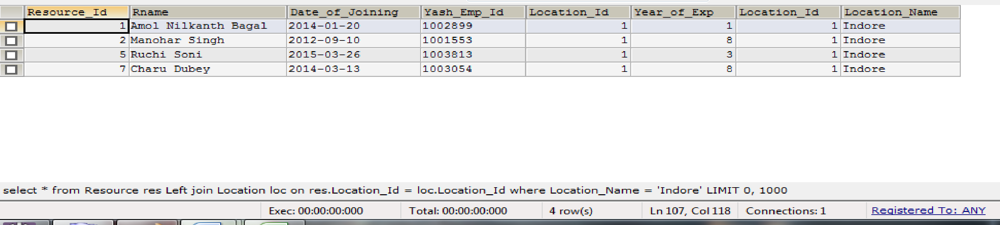 Resource_Id Rname Date_of_Joining Yash_Emp_Id Location_Id Year_of_Exp Location_Id Location_Name
1 Amol Nilkanth Bagal 2014-01-20 1002899 1 1 1 Indore
2 Manohar Singh 2012-09-10 1001553 1 8 1 Indore
5 Ruchi Soni 2015-03-26 1003813 1 3 1 Indore
7 Charu Dubey 2014-03-13 1003054 1 8 1 Indore
select * from Resource res Left join Location loc on res.Location_Id = loc.Location_Id where Location_Name = 'Indore' LIMIT 0, 1000
Exec: 00:00:00:000 Total: 00:00:00:000 4 row(s) Ln 107, Col 118 Connections: 1 Registered To: ANY